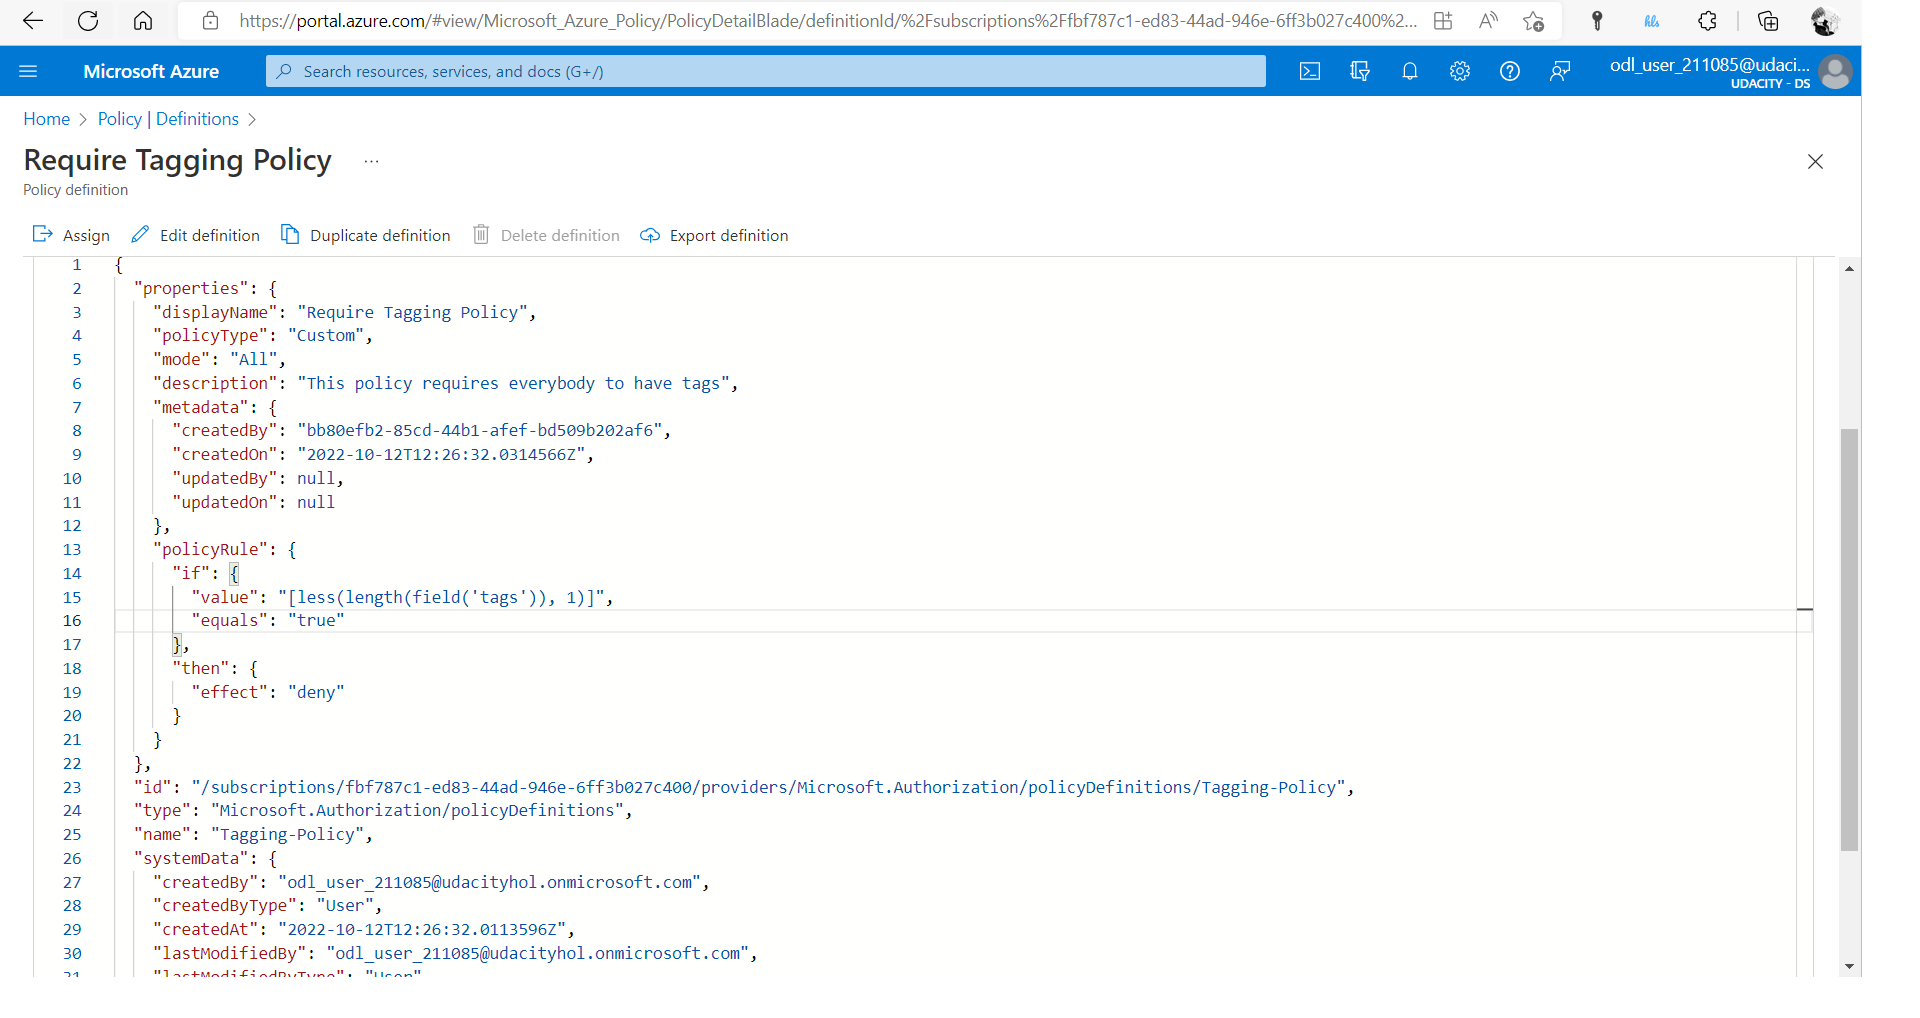 https://portal.azure.com/#view/Microsoft_Azure_Policy/PolicyDetailBlade/definitionId/%2Fsubscriptions%2Ffbf787c1-ed83-44ad-946e-6ff3b027c400%2...
hls
Microsoft Azure
Search resources, services, and docs (G+/)
odl_user_211085@udaci...
UDACITY - DS
Home > Policy | Definitions >
Require Tagging Policy ...
Policy definition
Assign Edit definition Duplicate definition Delete definition Export definition
1 {
2 "properties": {
3 "displayName": "Require Tagging Policy",
4 "policyType": "Custom",
5 "mode": "All",
6 "description": "This policy requires everybody to have tags",
7 "metadata": {
8 "createdBy": "bb80efb2-85cd-44b1-afef-bd509b202af6",
9 "createdOn": "2022-10-12T12:26:32.0314566Z",
10 "updatedBy": null,
11 "updatedOn": null
12 },
13 "policyRule": {
14 "if": {
15 "value": "[less(length(field('tags')), 1)]",
16 "equals": "true"
17 },
18 "then": {
19 "effect": "deny"
20 }
21 }
22 },
23 "id": "/subscriptions/fbf787c1-ed83-44ad-946e-6ff3b027c400/providers/Microsoft.Authorization/policyDefinitions/Tagging-Policy",
24 "type": "Microsoft.Authorization/policyDefinitions",
25 "name": "Tagging-Policy",
26 "systemData": {
27 "createdBy": "odl_user_211085@udacityhol.onmicrosoft.com",
28 "createdByType": "User",
29 "createdAt": "2022-10-12T12:26:32.0113596Z",
30 "lastModifiedBy": "odl_user_211085@udacityhol.onmicrosoft.com",
31 "lastModifiedByType": "User"